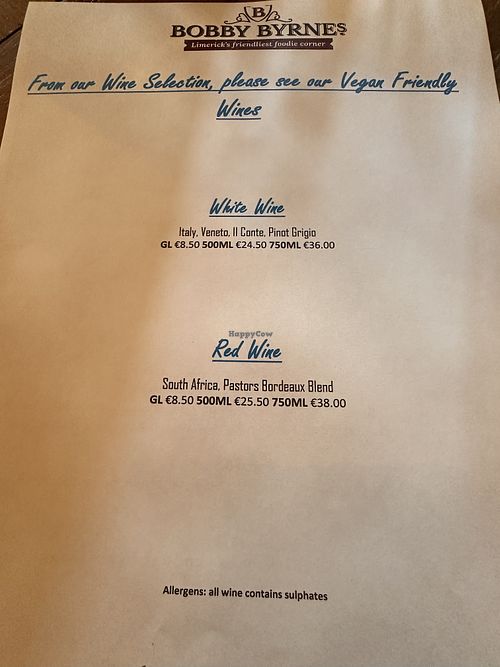 B
BOBBY BYRNES
Limerick's friendliest foodie corner
From our Wine Selection, please see our Vegan Friendly
Wines
White Wine
Italy, Veneto, Il Conte, Pinot Grigio
GL €8.50 500ML €24.50 750ML €36.00
HappyCow
Red Wine
South Africa, Pastors Bordeaux Blend
GL €8.50 500ML €25.50 750ML €38.00
Allergens: all wine contains sulphates